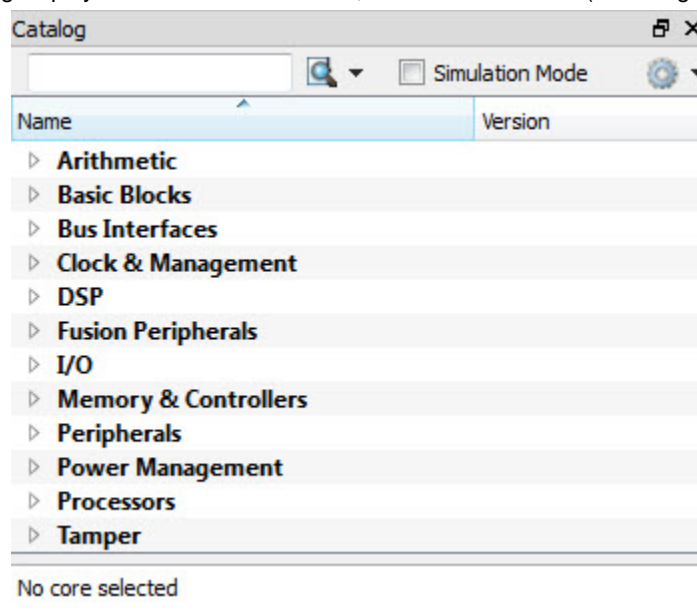 Catalog
Simulation Mode
Name Version
Arithmetic
Basic Blocks
Bus Interfaces
Clock & Management
DSP
Fusion Peripherals
I/O
Memory & Controllers
Peripherals
Power Management
Processors
Tamper
No core selected